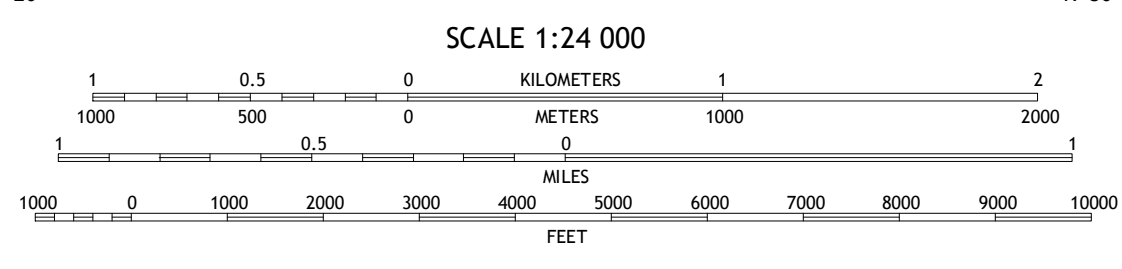 SCALE 1:24 000
1 0.5 0 KILOMETERS 1 2
1000 500 0 METERS 1000 2000
1 0.5 0 1
MILES
1000 0 1000 2000 3000 4000 5000 6000 7000 8000 9000 10000
FEET